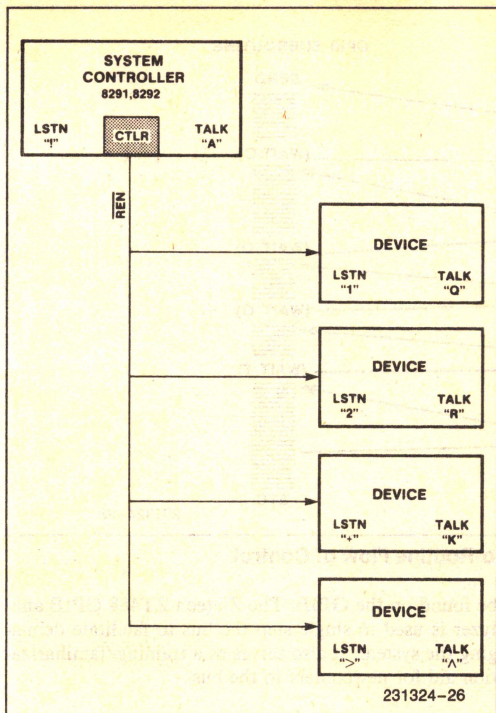 SYSTEM
CONTROLLER
8291,8292
LSTN
"!"
CTLR
TALK
"A"
REN
DEVICE
LSTN
"1"
TALK
"Q"
DEVICE
LSTN
"2"
TALK
"R"
DEVICE
LSTN
"+"
TALK
"K"
DEVICE
LSTN
">"
TALK
"^"
231324-26